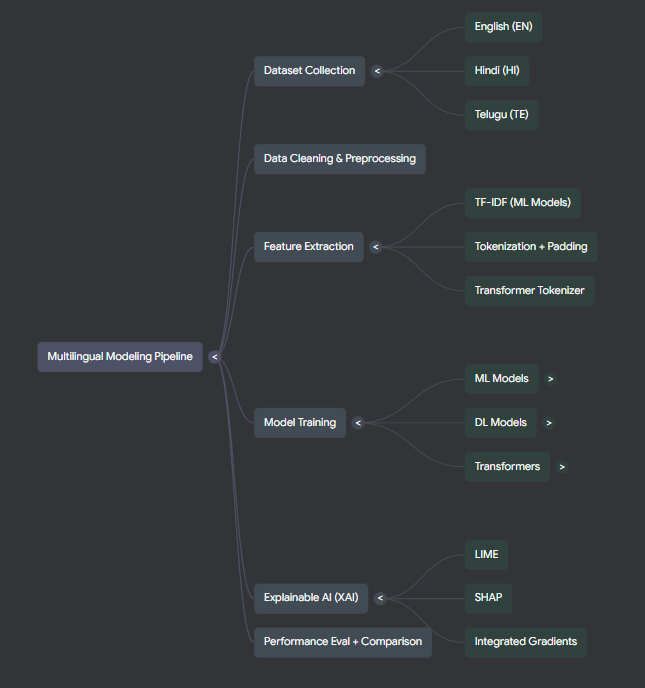 Multilingual Modeling Pipeline
Dataset Collection
English (EN)
Hindi (HI)
Telugu (TE)
Data Cleaning & Preprocessing
Feature Extraction
TF-IDF (ML Models)
Tokenization + Padding
Transformer Tokenizer
Model Training
ML Models
DL Models
Transformers
Explainable AI (XAI)
LIME
SHAP
Integrated Gradients
Performance Eval + Comparison